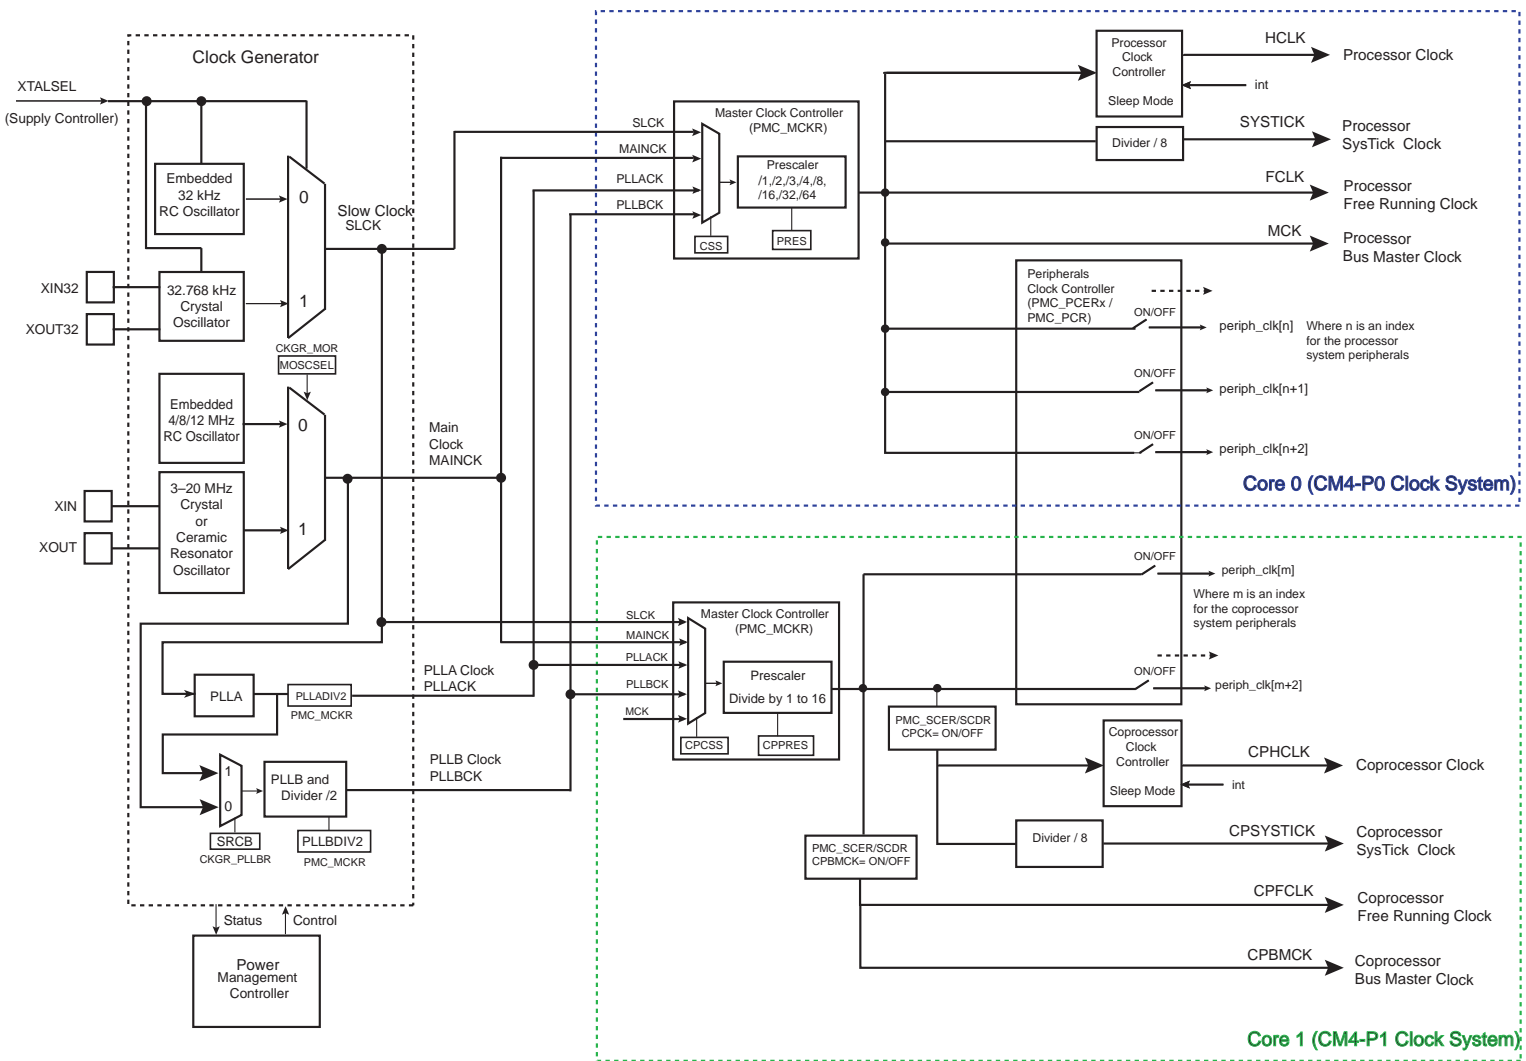 Clock Generator
XTALSEL
(Supply Controller)
Embedded
32 kHz
RC Oscillator
0
Slow Clock
SLCK
XIN32
32.768 kHz
Crystal
Oscillator
1
XOUT32
CKGR_MOR
MOSCSEL
Embedded
4/8/12 MHz
RC Oscillator
0
Main
Clock
MAINCK
XIN
3–20 MHz
Crystal
or
Ceramic
Resonator
Oscillator
1
XOUT
PLLA
PLLADIV2
PMC_MCKR
PLLA Clock
PLLACK
1
0
PLLB and
Divider /2
PLLB Clock
PLLBCK
SRCB
CKGR_PLLBR
PLLBDIV2
PMC_MCKR
Status
Control
Power
Management
Controller
SLCK
MAINCK
PLLACK
PLLBCK
Master Clock Controller
(PMC_MCKR)
Prescaler
/1,/2,/3,/4,/8,
/16,/32,/64
CSS
PRES
Processor
Clock
Controller
Sleep Mode
HCLK
Processor Clock
int
Divider / 8
SYSTICK
Processor
SysTick Clock
FCLK
Processor
Free Running Clock
MCK
Processor
Bus Master Clock
Peripherals
Clock Controller
(PMC_PCERx /
PMC_PCR)
ON/OFF
periph_clk[n]
Where n is an index
for the processor
system peripherals
ON/OFF
periph_clk[n+1]
ON/OFF
periph_clk[n+2]
Core 0 (CM4-P0 Clock System)
SLCK
MAINCK
PLLACK
PLLBCK
MCK
Master Clock Controller
(PMC_MCKR)
Prescaler
Divide by 1 to 16
CPCSS
CPPRES
ON/OFF
periph_clk[m]
Where m is an index
for the coprocessor
system peripherals
ON/OFF
periph_clk[m+2]
PMC_SCER/SCDR
CPCK= ON/OFF
Coprocessor
Clock
Controller
Sleep Mode
CPHCLK
Coprocessor Clock
int
PMC_SCER/SCDR
CPBMCK= ON/OFF
Divider / 8
CPSYSTICK
Coprocessor
SysTick Clock
CPFCLK
Coprocessor
Free Running Clock
CPBMCK
Coprocessor
Bus Master Clock
Core 1 (CM4-P1 Clock System)